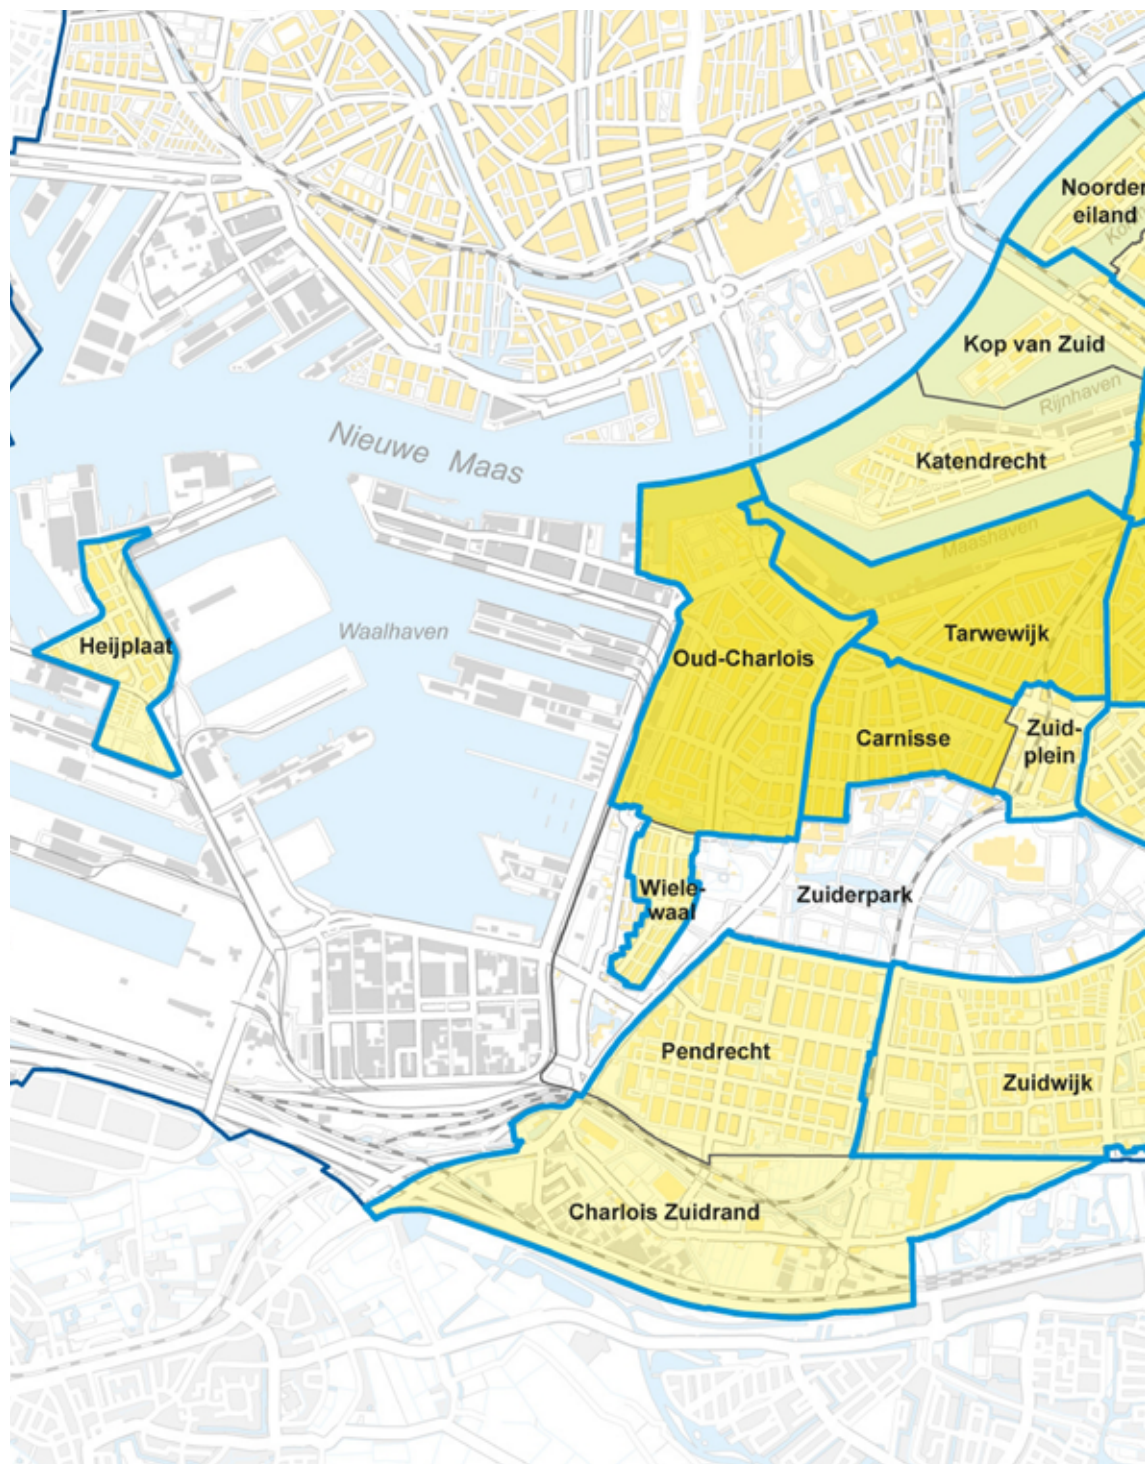 Noorder
eiland
Kop van Zuid
Rijnhaven
Nieuwe Maas
Katendrecht
Maashaven
Waalhaven
Heijplaat
Tarwewijk
Oud-Charlois
Carnisse
Zuid-
plein
Wiele-
waal
Zuiderpark
Pendrecht
Zuidwijk
Charlois Zuidrand